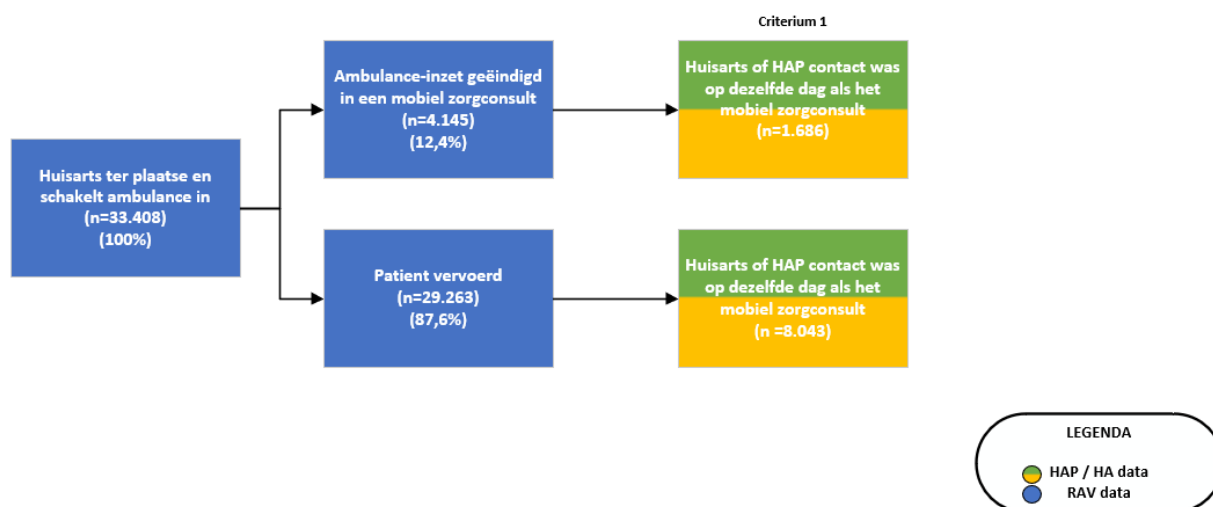 Criterium 1
Ambulance-inzet geëindigd
in een mobiel zorgconsult
(n=4.145)
(12,4%)
Huisarts of HAP contact was
op dezelfde dag als het
mobiel zorgconsult
(n=1.686)
Huisarts ter plaatse en
schakelt ambulance in
(n=33.408)
(100%)
Patient vervoerd
(n=29.263)
(87,6%)
Huisarts of HAP contact was
op dezelfde dag als het
mobiel zorgconsult
(n =8.043)
LEGENDA
HAP / HA data
RAV data